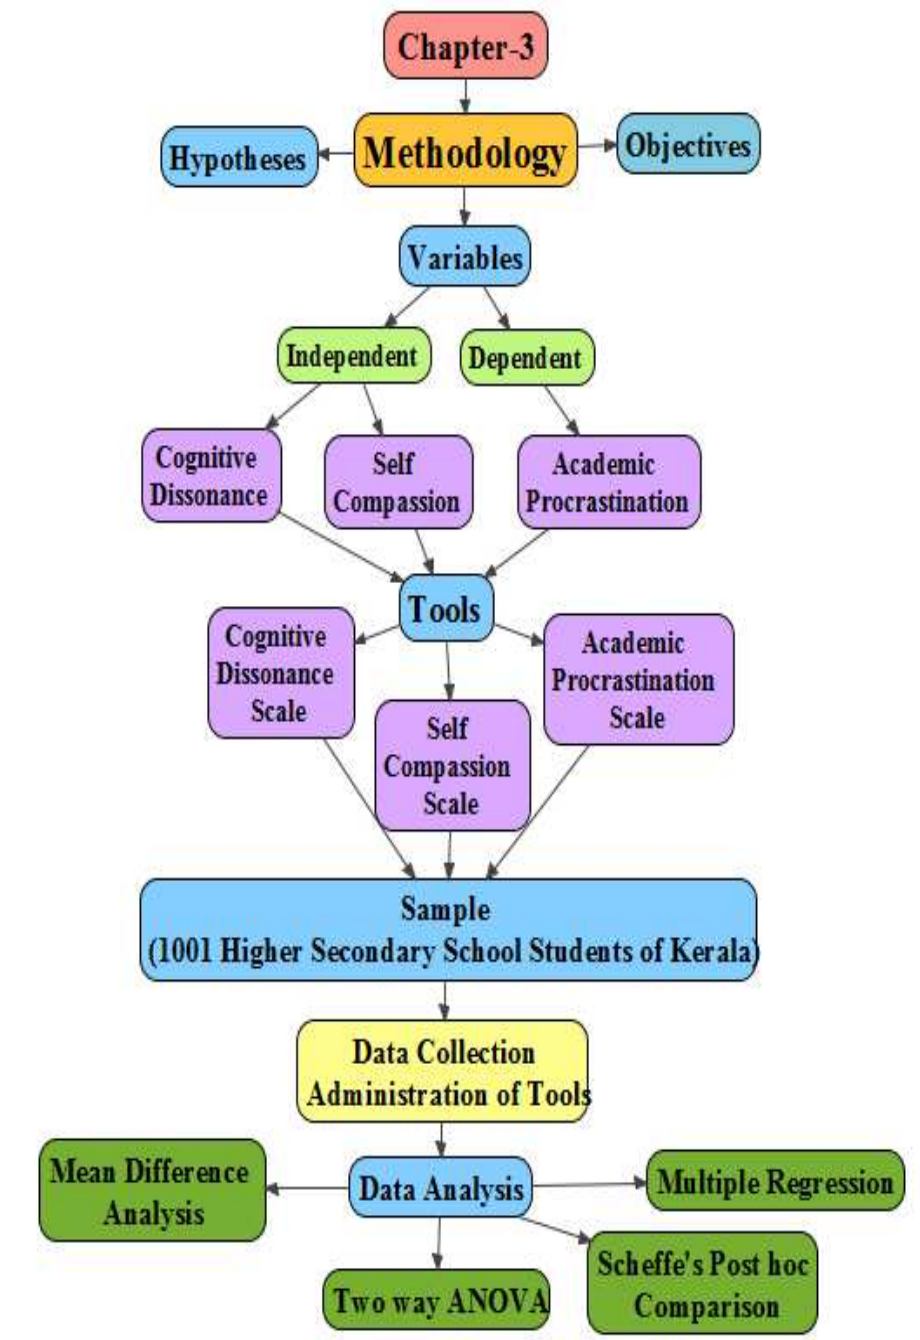 Chapter-3
Hypotheses
Methodology
Objectives
Variables
Independent
Dependent
Cognitive
Dissonance
Self
Compassion
Academic
Procrastination
Tools
Cognitive
Dissonance
Scale
Self
Compassion
Scale
Academic
Procrastination
Scale
Sample
(1001 Higher Secondary School Students of Kerala)
Data Collection
Administration of Tools
Data Analysis
Mean Difference
Analysis
Multiple Regression
Two way ANOVA
Scheffe's Post hoc
Comparison